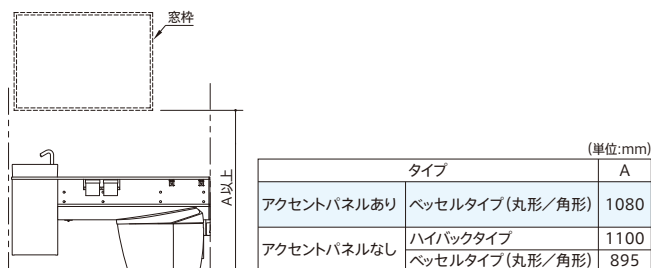 窓枠
A以上
(単位:mm)
タイプ A
アクセントパネルあり ベッセルタイプ(丸形／角形) 1080
アクセントパネルなし ハイバックタイプ 1100
ベッセルタイプ(丸形／角形) 895